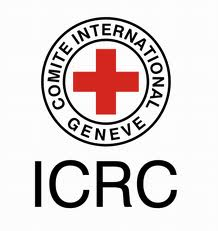 COMITE INTERNATIONAL
GENEVE
ICRC